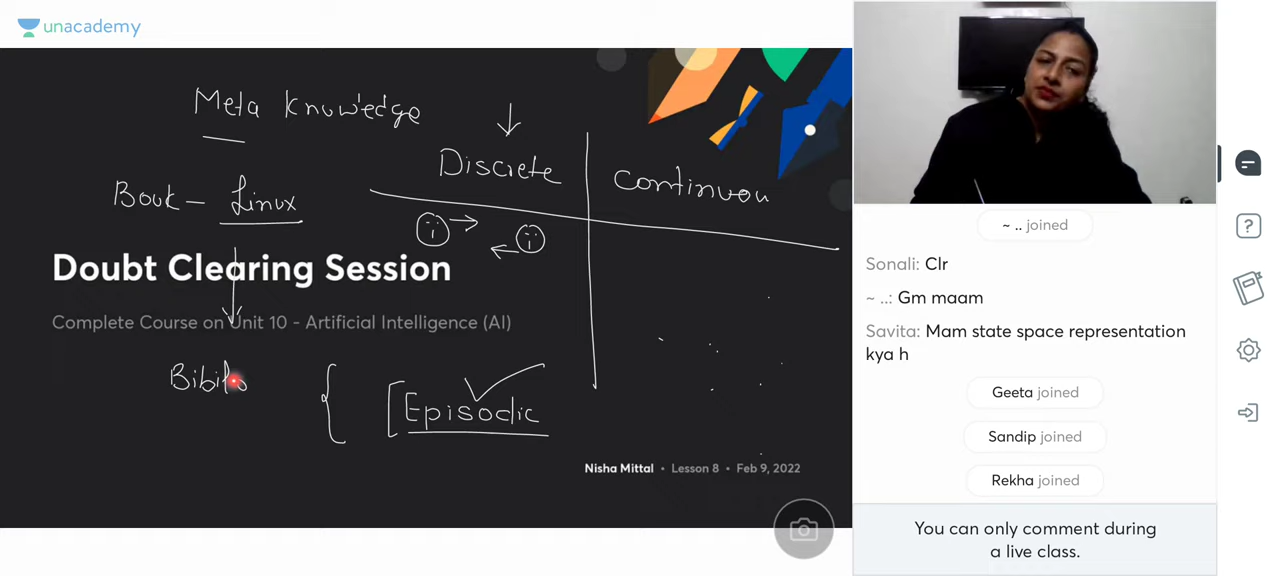 unacademy
Meta Knowledge
Discrete
Continuou
Book - Linux
Doubt Clearing Session
Complete Course on Unit 10 - Artificial Intelligence (AI)
[Episodic
Nisha Mittal • Lesson 8 • Feb 9, 2022
~ .. joined
Sonali: Clr
~ ..: Gm maam
Savita: Mam state space representation
kya h
Geeta joined
Sandip joined
Rekha joined
You can only comment during
a live class.